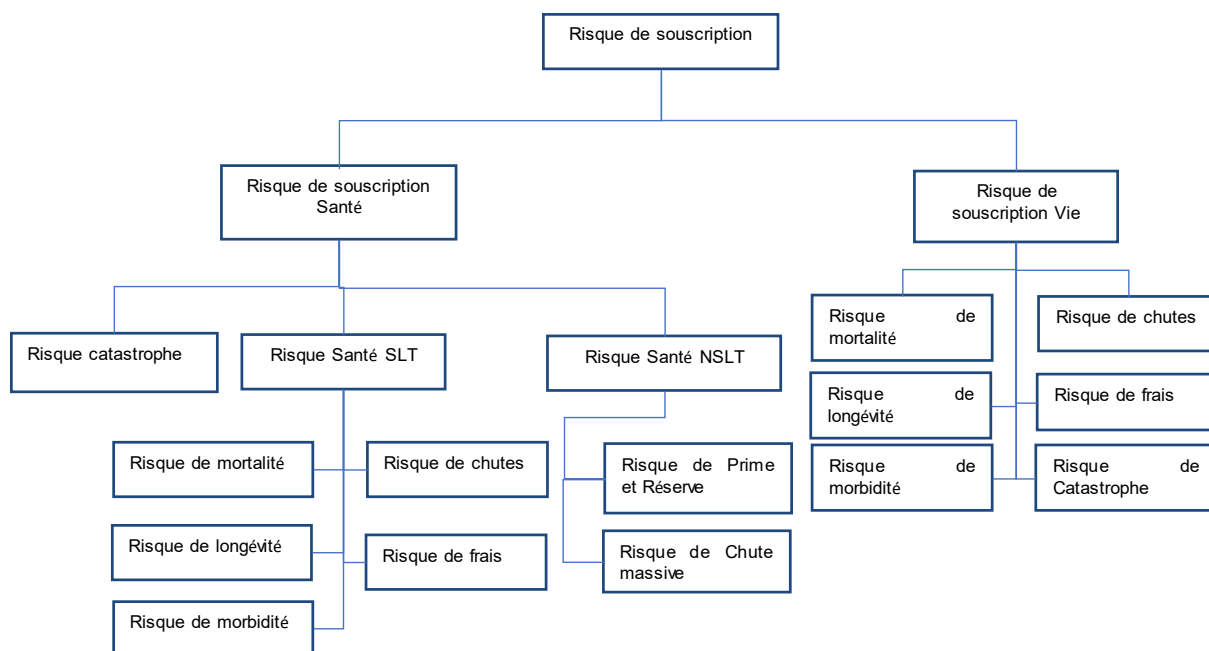 Risque de souscription
Risque de souscription
Santé
Risque de
souscription Vie
Risque catastrophe
Risque Santé SLT
Risque Santé NSLT
Risque de
mortalité
Risque de chutes
Risque de
longévité
Risque de frais
Risque de
morbidité
Risque de
Catastrophe
Risque de mortalité
Risque de chutes
Risque de longévité
Risque de frais
Risque de morbidité
Risque de Prime
et Réserve
Risque de Chute
massive